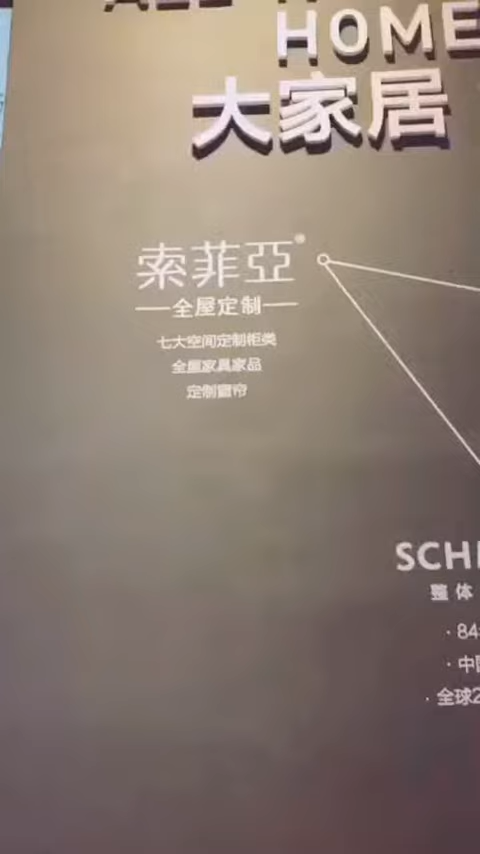 HOME
大家居
索菲亞®
全屋定制
七大空间定制柜类
全屋家具家品
定制窗帘
SCH
整体
·84
·中
·全球2